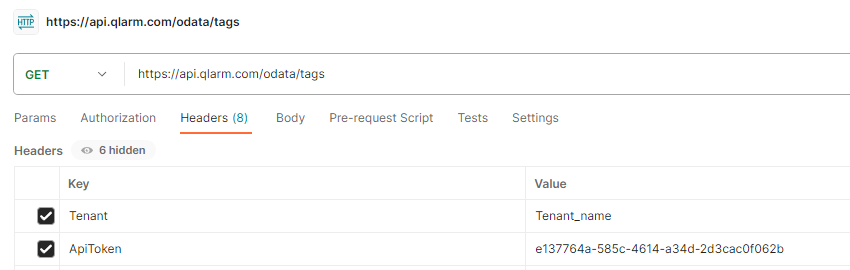 HTTP https://api.qlarm.com/odata/tags
GET https://api.qlarm.com/odata/tags
Params Authorization Headers (8) Body Pre-request Script Tests Settings
Headers 6 hidden
Key Value
Tenant Tenant_name
ApiToken e137764a-585c-4614-a34d-2d3cac0f062b